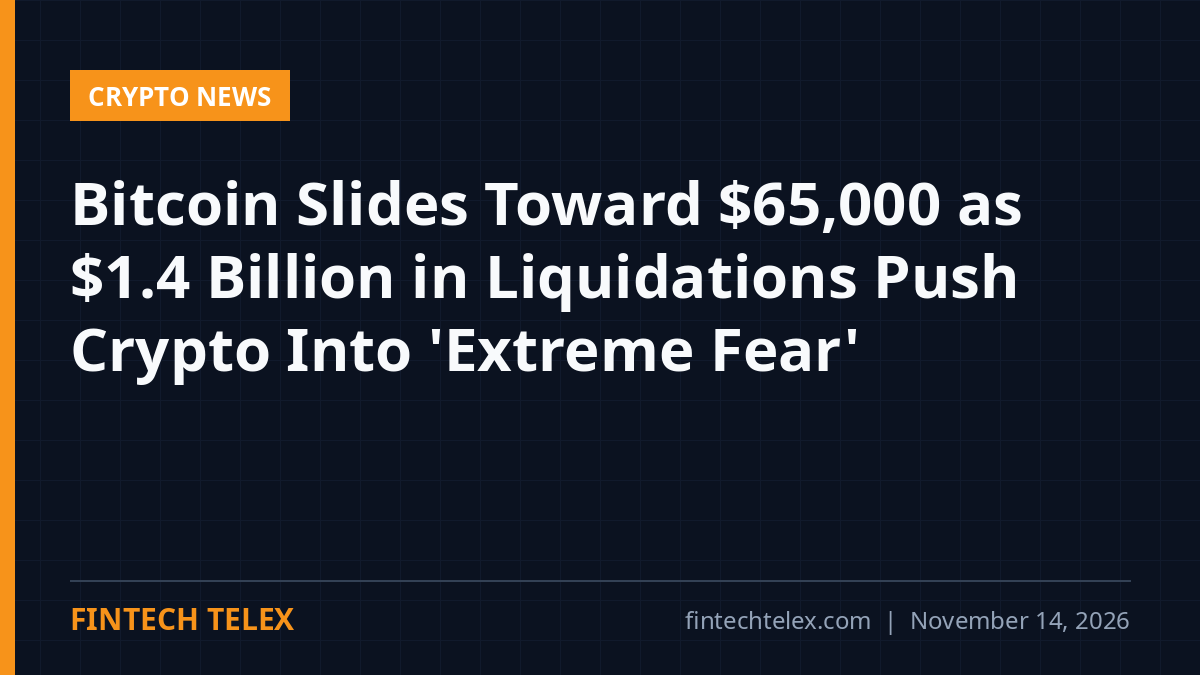 CRYPTO NEWS
Bitcoin Slides Toward $65,000 as
$1.4 Billion in Liquidations Push
Crypto Into 'Extreme Fear'
FINTECH TELEX
fintechtelex.com | November 14, 2026